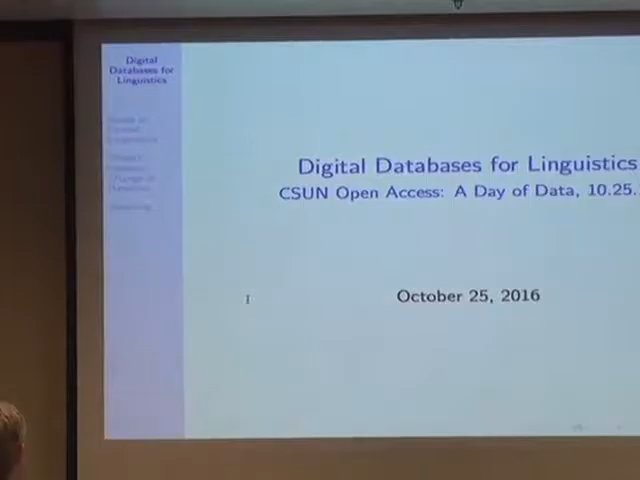 Digital
Databases for
Linguistics
Digital Databases for Linguistics
CSUN Open Access: A Day of Data, 10.25.
October 25, 2016